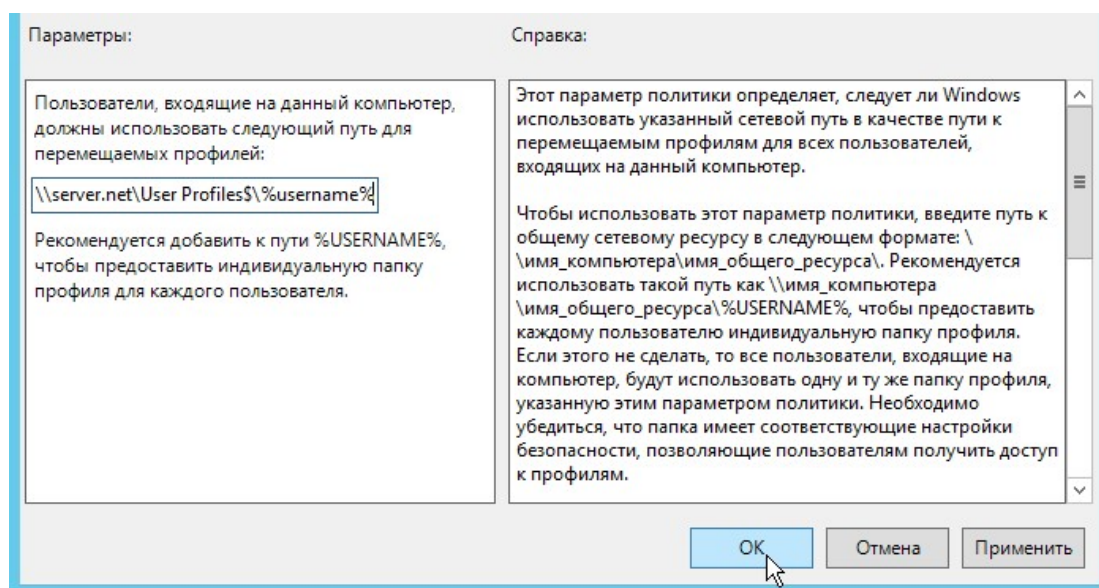 Параметры:
Справка:
Пользователи, входящие на данный компьютер,
должны использовать следующий путь для
перемещаемых профилей:
\\server.net\User Profiles$\%username%
Рекомендуется добавить к пути %USERNAME%,
чтобы предоставить индивидуальную папку
профиля для каждого пользователя.
Этот параметр политики определяет, следует ли Windows
использовать указанный сетевой путь в качестве пути к
перемещаемым профилям для всех пользователей,
входящих на данный компьютер.
Чтобы использовать этот параметр политики, введите путь к
общему сетевому ресурсу в следующем формате: \
\имя_компьютера\имя_общего_ресурса\. Рекомендуется
использовать такой путь как \\имя_компьютера
\имя_общего_ресурса\%USERNAME%, чтобы предоставить
каждому пользователю индивидуальную папку профиля.
Если этого не сделать, то все пользователи, входящие на
компьютер, будут использовать одну и ту же папку профиля,
указанную этим параметром политики. Необходимо
убедиться, что папка имеет соответствующие настройки
безопасности, позволяющие пользователям получить доступ
к профилям.
OK
Отмена
Применить